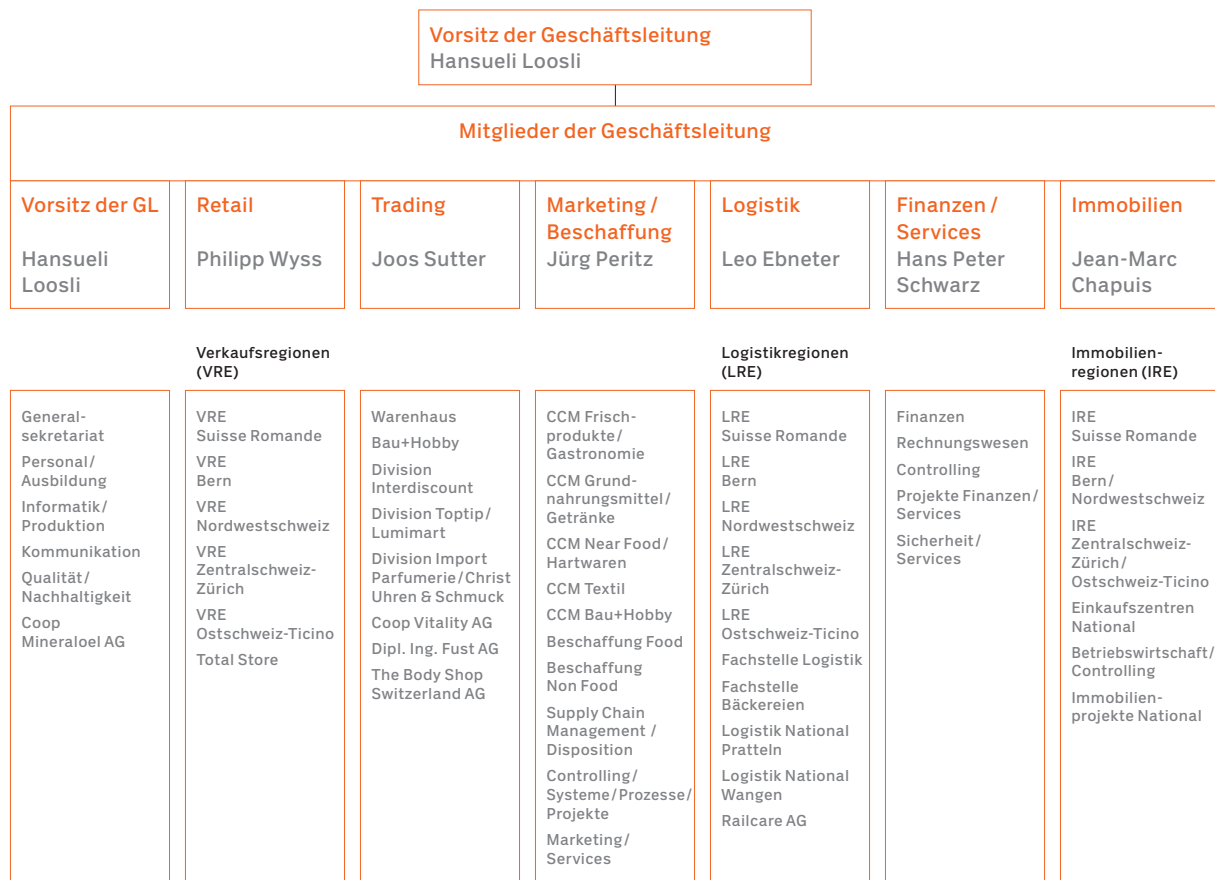 Vorsitz der Geschäftsleitung
Hansueli Loosli
Mitglieder der Geschäftsleitung
Vorsitz der GL
Hansueli
Loosli
Retail
Philipp Wyss
Trading
Joos Sutter
Marketing /
Beschaffung
Jürg Peritz
Logistik
Leo Ebneter
Finanzen /
Services
Hans Peter
Schwarz
Immobilien
Jean-Marc
Chapuis
General-
sekretariat
Personal/
Ausbildung
Informatik/
Produktion
Kommunikation
Qualität/
Nachhaltigkeit
Coop
Mineraloel AG
Verkaufsregionen
(VRE)
VRE
Suisse Romande
VRE
Bern
VRE
Nordwestschweiz
VRE
Zentralschweiz-
Zürich
VRE
Ostschweiz-Ticino
Total Store
Warenhaus
Bau+Hobby
Division
Interdiscount
Division Toptip/
Lumimart
Division Import
Parfumerie/Christ
Uhren & Schmuck
Coop Vitality AG
Dipl. Ing. Fust AG
The Body Shop
Switzerland AG
CCM Frisch-
produkte/
Gastronomie
CCM Grund-
nahrungsmittel/
Getränke
CCM Near Food/
Hartwaren
CCM Textil
CCM Bau+Hobby
Beschaffung Food
Beschaffung
Non Food
Supply Chain
Management /
Disposition
Controlling/
Systeme/Prozesse/
Projekte
Marketing/
Services
Logistikregionen
(LRE)
LRE
Suisse Romande
LRE
Bern
LRE
Nordwestschweiz
LRE
Zentralschweiz-
Zürich
LRE
Ostschweiz-Ticino
Fachstelle Logistik
Fachstelle
Bäckereien
Logistik National
Pratteln
Logistik National
Wangen
Railcare AG
Finanzen
Rechnungswesen
Controlling
Projekte Finanzen/
Services
Sicherheit/
Services
Immobilien-
regionen (IRE)
IRE
Suisse Romande
IRE
Bern/
Nordwestschweiz
IRE
Zentralschweiz-
Zürich/
Ostschweiz-Ticino
Einkaufszentren
National
Betriebswirtschaft/
Controlling
Immobilien-
projekte National